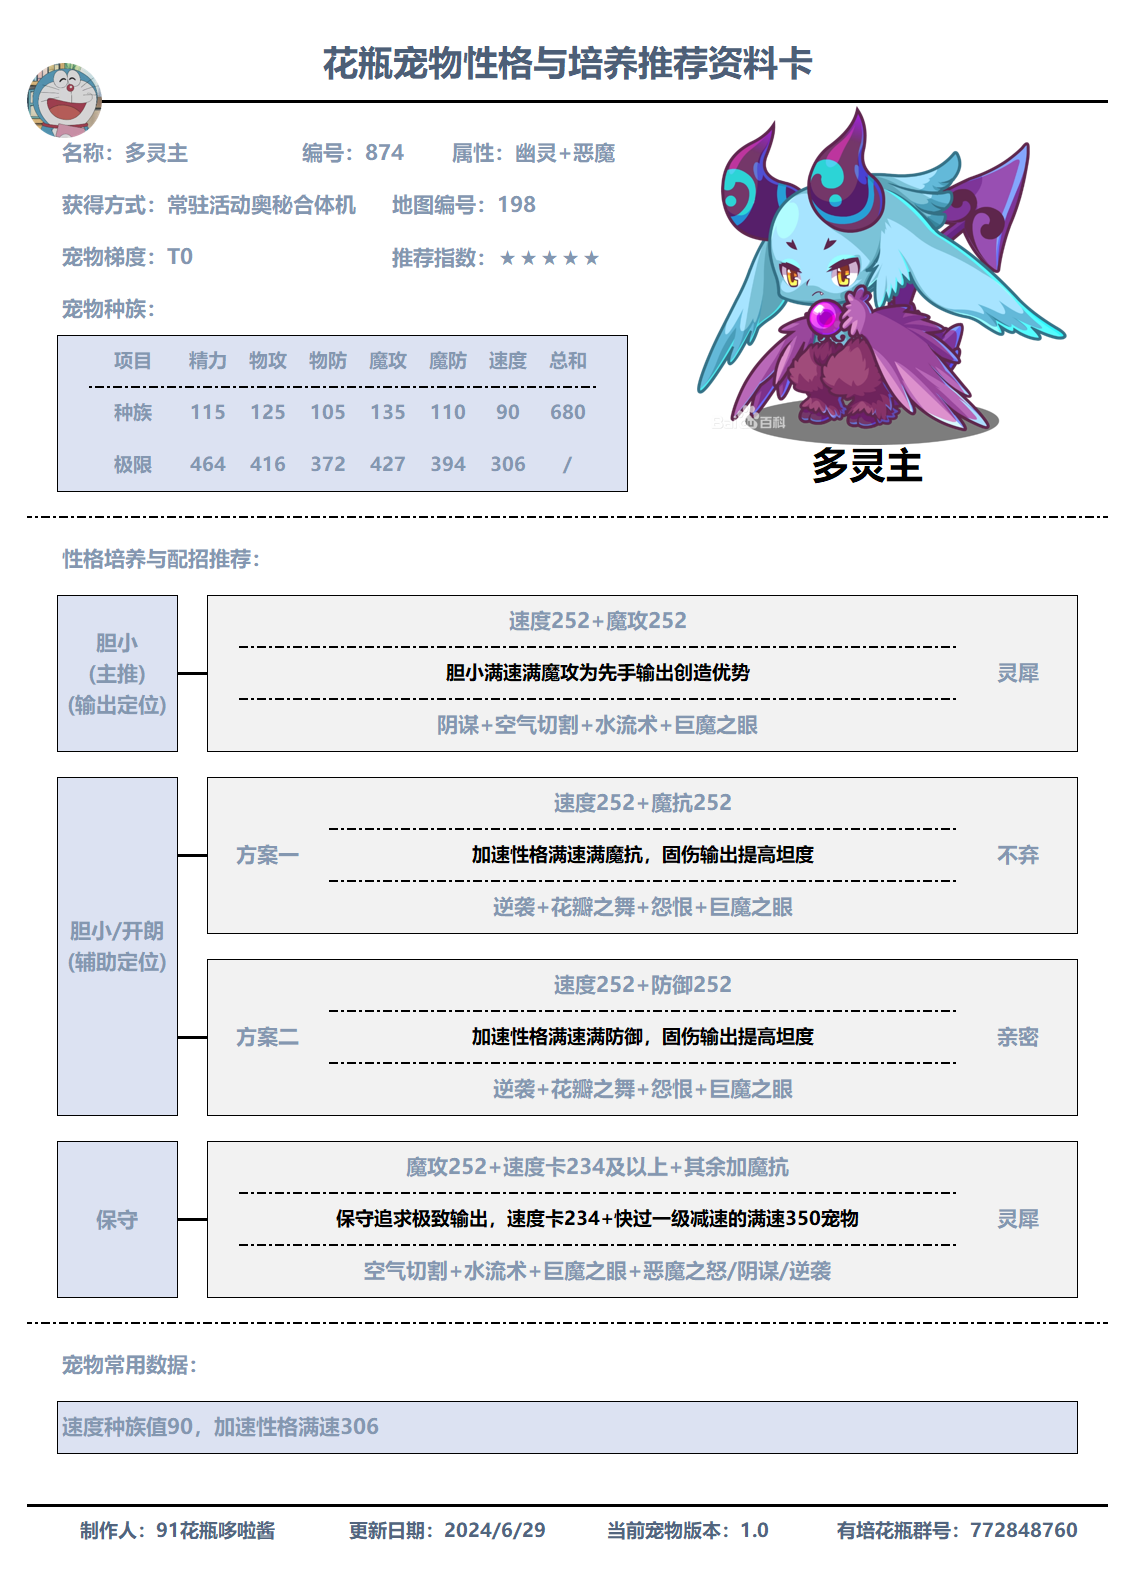 花瓶宠物性格与培养推荐资料卡
名称：多灵主 编号：874 属性：幽灵+恶魔
获得方式：常驻活动奥秘合体机 地图编号：198
宠物梯度：T0 推荐指数：★★★★★
宠物种族：
项目 精力 物攻 物防 魔攻 魔防 速度 总和
种族 115 125 105 135 110 90 680
极限 464 416 372 427 394 306 /
Bai 百科
多灵主
性格培养与配招推荐：
胆小
(主推)
(输出定位)
速度252+魔攻252
胆小满速满魔攻为先手输出创造优势
阴谋+空气切割+水流术+巨魔之眼
灵犀
胆小/开朗
(辅助定位)
方案一
速度252+魔抗252
加速性格满速满魔抗，固伤输出提高坦度
逆袭+花瓣之舞+怨恨+巨魔之眼
不弃
方案二
速度252+防御252
加速性格满速满防御，固伤输出提高坦度
逆袭+花瓣之舞+怨恨+巨魔之眼
亲密
保守
魔攻252+速度卡234及以上+其余加魔抗
保守追求极致输出，速度卡234+快过一级减速的满速350宠物
空气切割+水流术+巨魔之眼+恶魔之怒/阴谋/逆袭
灵犀
宠物常用数据：
速度种族值90，加速性格满速306
制作人：91花瓶哆啦酱 更新日期：2024/6/29 当前宠物版本：1.0 有培花瓶群号：772848760